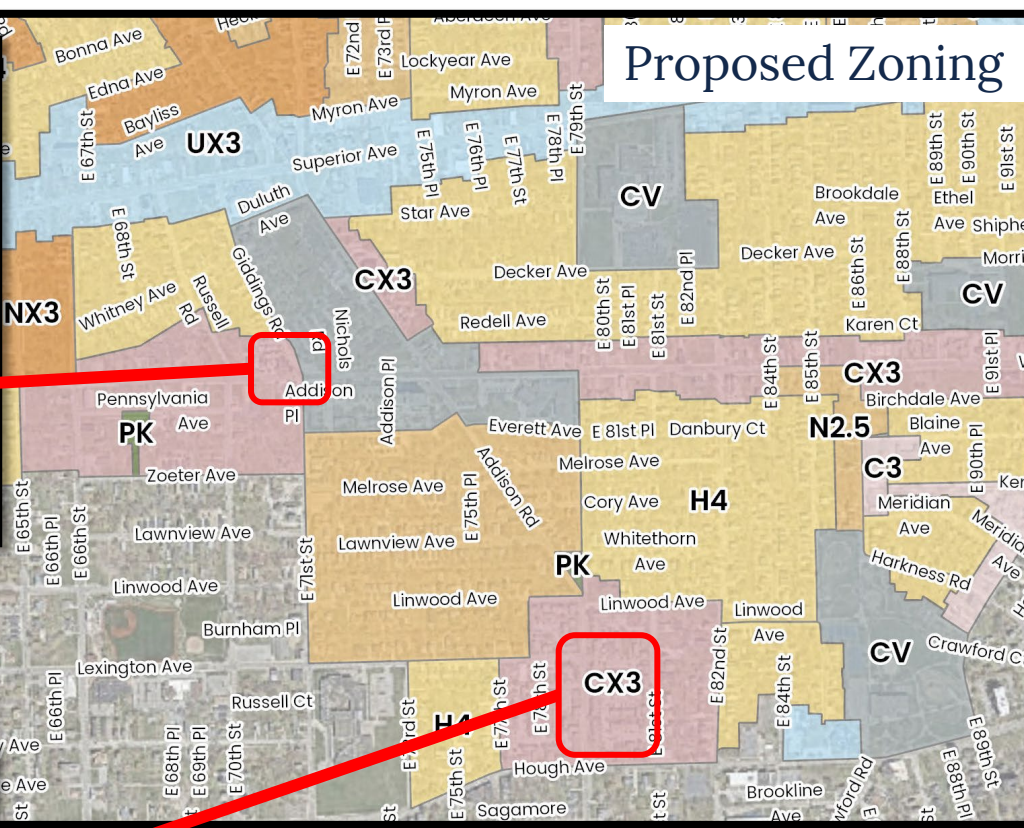 Aberdeen Ave
Bonna Ave
E 72nd
E 73rd
Lockyear Ave
Proposed Zoning
Edna Ave
Myron Ave
Myron Ave
E 67th St
Bayliss
Ave
UX3
E 79th St
E 78th Pl
E 75th Pl
E 76th Pl
E 77th St
Superior Ave
E 89th St
E 90th St
E 91st St
Duluth
Ave
CV
Brookdale
Ave
Ethel
Ave
Star Ave
E 68th St
Decker Ave
Decker Ave
E 86th St
E 88th St
Giddings Rd
CX3
E 82nd Pl
CV
Whitney Ave
Russell
Rd
NX3
Nichols
Redell Ave
E 80th St
E 81st Pl
E 81st St
Karen Ct
E 84th St
E 85th St
E 91st Pl
CX3
Pennsylvania
Ave
Addison
Pl
Addison Pl
Birchdale Ave
PK
Everett Ave
E 81st Pl
Danbury Ct
N2.5
Blaine
Ave
E 90th Pl
Zoeter Ave
Melrose Ave
C3
Melrose Ave
E 75th Pl
Addison Rd
Cory Ave
H4
Meridian
Ave
E 65th St
E 66th Pl
E 66th St
Lawnview Ave
Lawnview Ave
Whitethorn
Ave
E 71st St
PK
Harkness Rd
Linwood Ave
Linwood Ave
Linwood Ave
Linwood
Ave
Burnham Pl
CV
Crawford C
Lexington Ave
E 66th Pl
CX3
E 82nd St
E 84th St
Russell Ct
H4
E 75th St
E 68th Pl
E 69th Pl
E 70th St
Hough Ave
E 89th St
E 88th Pl
Sagamore
Brookline
Ave